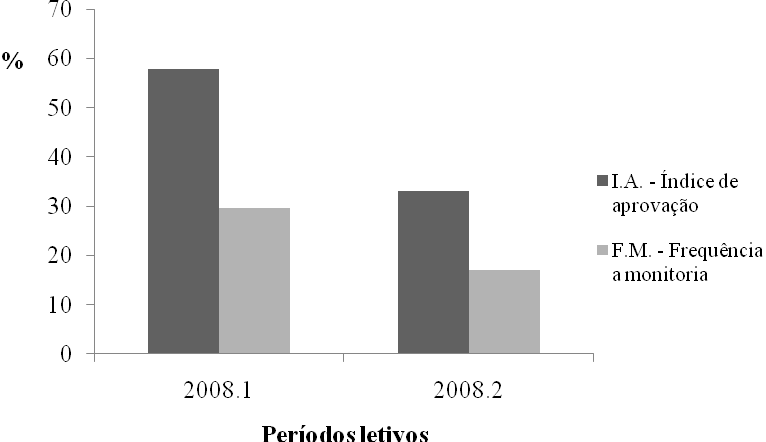 70
60
%
50
40
30
20
10
0
I.A. - Índice de
aprovação
F.M. - Frequência
a monitoria
2008.1
2008.2
Períodos letivos